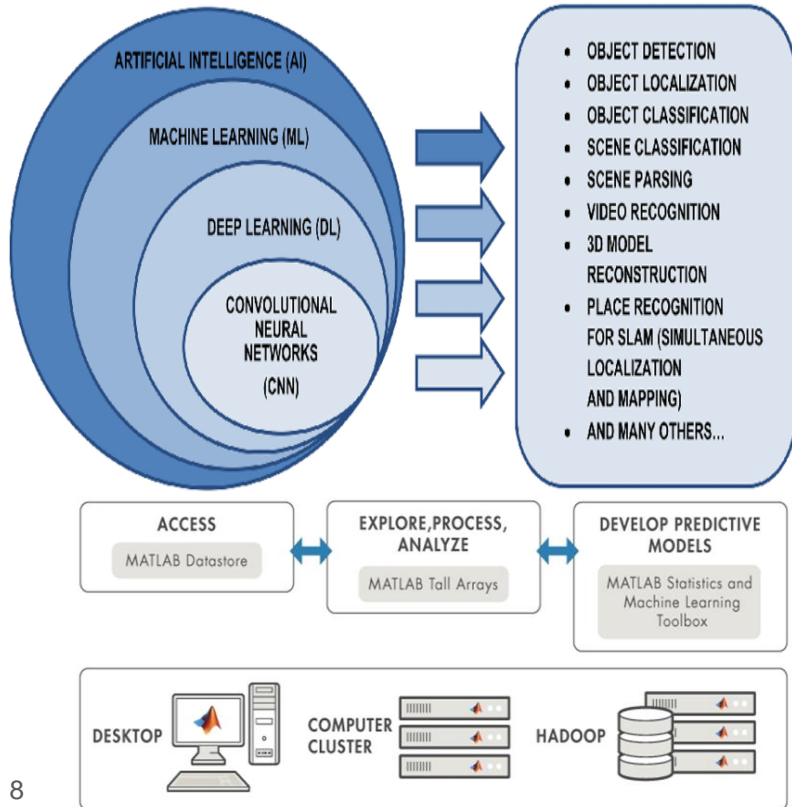 ARTIFICIAL INTELLIGENCE (AI)
MACHINE LEARNING (ML)
DEEP LEARNING (DL)
CONVOLUTIONAL
NEURAL
NETWORKS
(CNN)
• OBJECT DETECTION
• OBJECT LOCALIZATION
• OBJECT CLASSIFICATION
• SCENE CLASSIFICATION
• SCENE PARSING
• VIDEO RECOGNITION
• 3D MODEL
RECONSTRUCTION
• PLACE RECOGNITION
FOR SLAM (SIMULTANEOUS
LOCALIZATION
AND MAPPING)
• AND MANY OTHERS...
ACCESS
MATLAB Datastore
EXPLORE,PROCESS,
ANALYZE
MATLAB Tall Arrays
DEVELOP PREDICTIVE
MODELS
MATLAB Statistics and
Machine Learning
Toolbox
DESKTOP
COMPUTER
CLUSTER
HADOOP
8